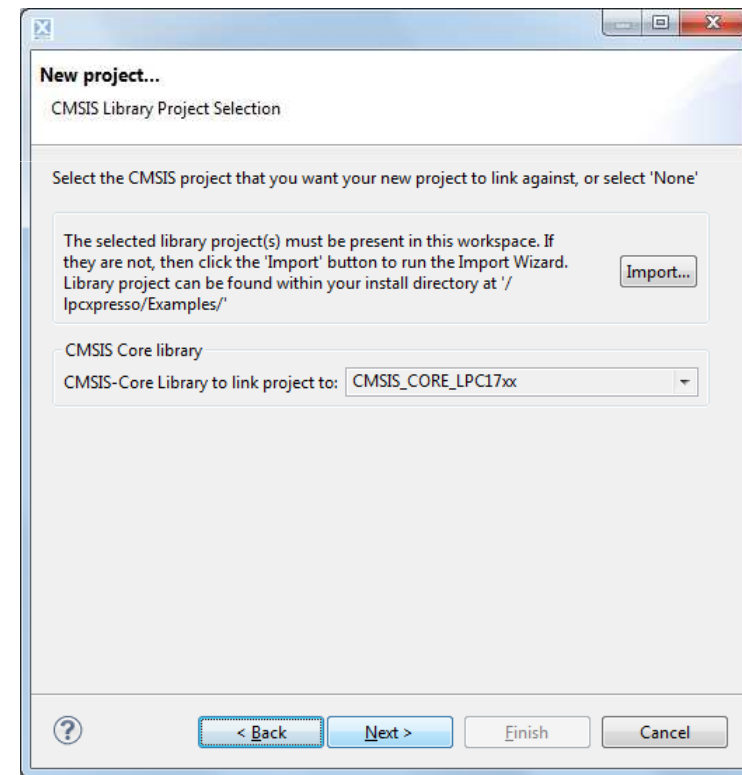 New project...
CMSIS Library Project Selection
Select the CMSIS project that you want your new project to link against, or select 'None'
The selected library project(s) must be present in this workspace. If
they are not, then click the 'Import' button to run the Import Wizard.
Library project can be found within your install directory at '/
lpcxpresso/Examples/'
Import...
CMSIS Core library
CMSIS-Core Library to link project to: CMSIS_CORE_LPC17xx
? < Back Next > Finish Cancel